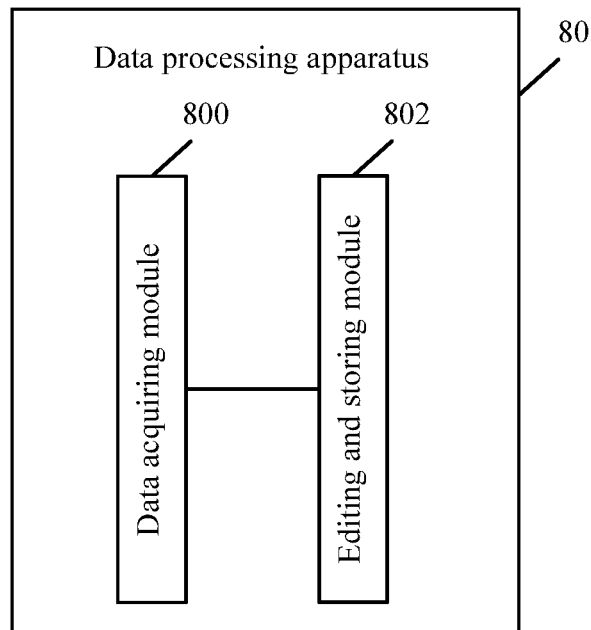 80
Data processing apparatus
800
802
Data acquiring module
Editing and storing module